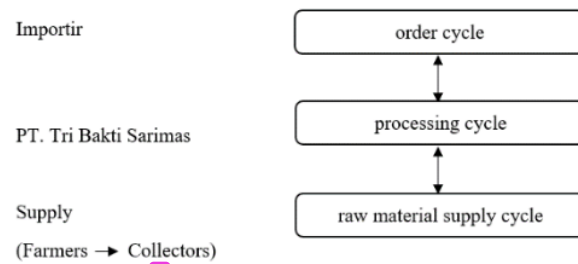 Importir
order cycle
processing cycle
PT. Tri Bakti Sarimas
Supply
raw material supply cycle
(Farmers → Collectors)